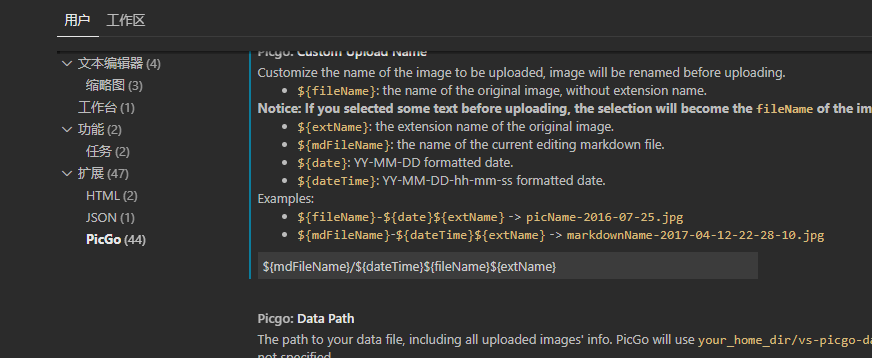 用户 工作区
文本编辑器 (4)
缩略图 (3)
工作台 (1)
功能 (2)
任务 (2)
扩展 (47)
HTML (2)
JSON (1)
PicGo (44)
Picgo: Custom Upload Name
Customize the name of the image to be uploaded, image will be renamed before uploading.
• ${fileName}: the name of the original image, without extension name.
Notice: If you selected some text before uploading, the selection will become the fileName of the im
• ${extName}: the extension name of the original image.
• ${mdFileName}: the name of the current editing markdown file.
• ${date}: YY-MM-DD formatted date.
• ${dateTime}: YY-MM-DD-hh-mm-ss formatted date.
Examples:
• ${fileName}-${date}${extName} -> picName-2016-07-25.jpg
• ${mdFileName}-${dateTime}${extName} -> markdownName-2017-04-12-22-28-10.jpg
${mdFileName}/${dateTime}${fileName}${extName}
Picgo: Data Path
The path to your data file, including all uploaded images' info. PicGo will use your_home_dir/vs-picgo-da
not specified.